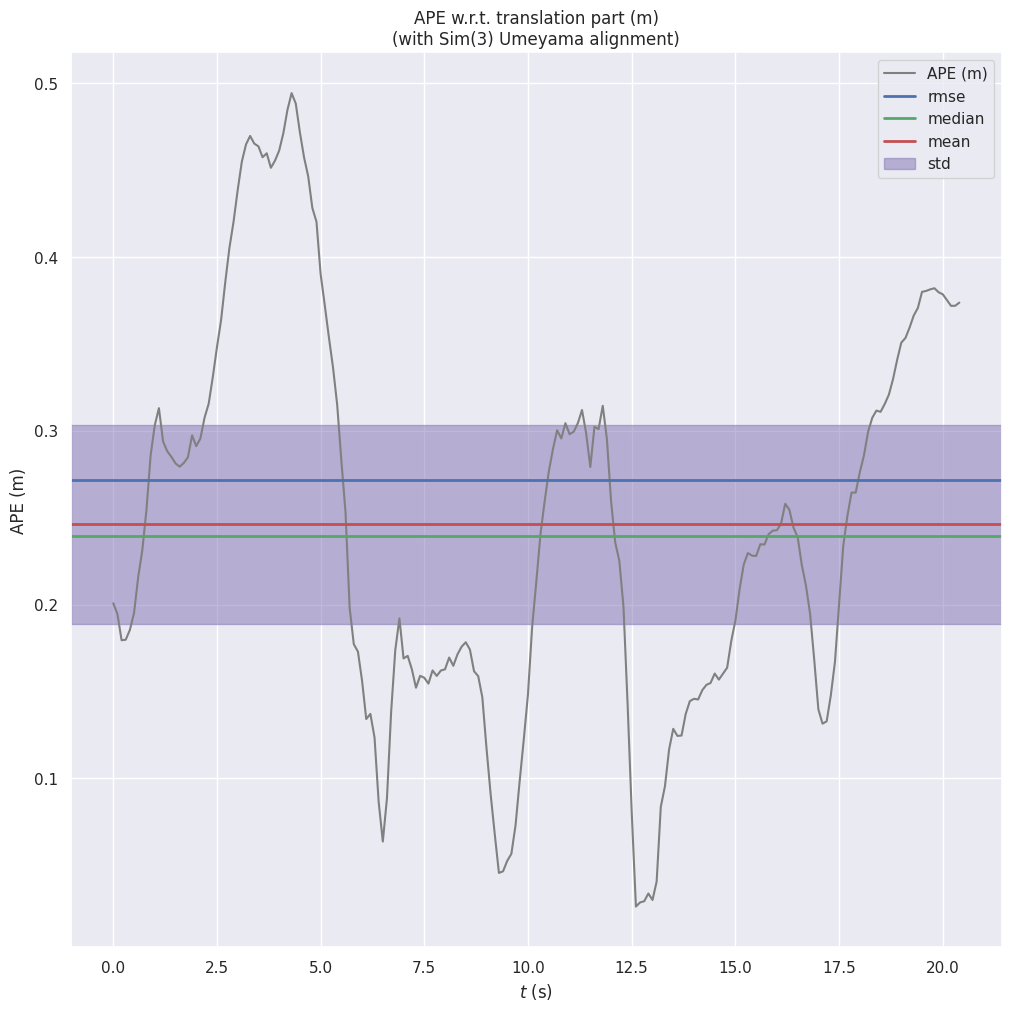 APE w.r.t. translation part (m)
(with Sim(3) Umeyama alignment)
APE (m)
rmse
median
mean
std
0.5
0.4
0.3
0.2
0.1
APE (m)
0.0 2.5 5.0 7.5 10.0 12.5 15.0 17.5 20.0
t (s)